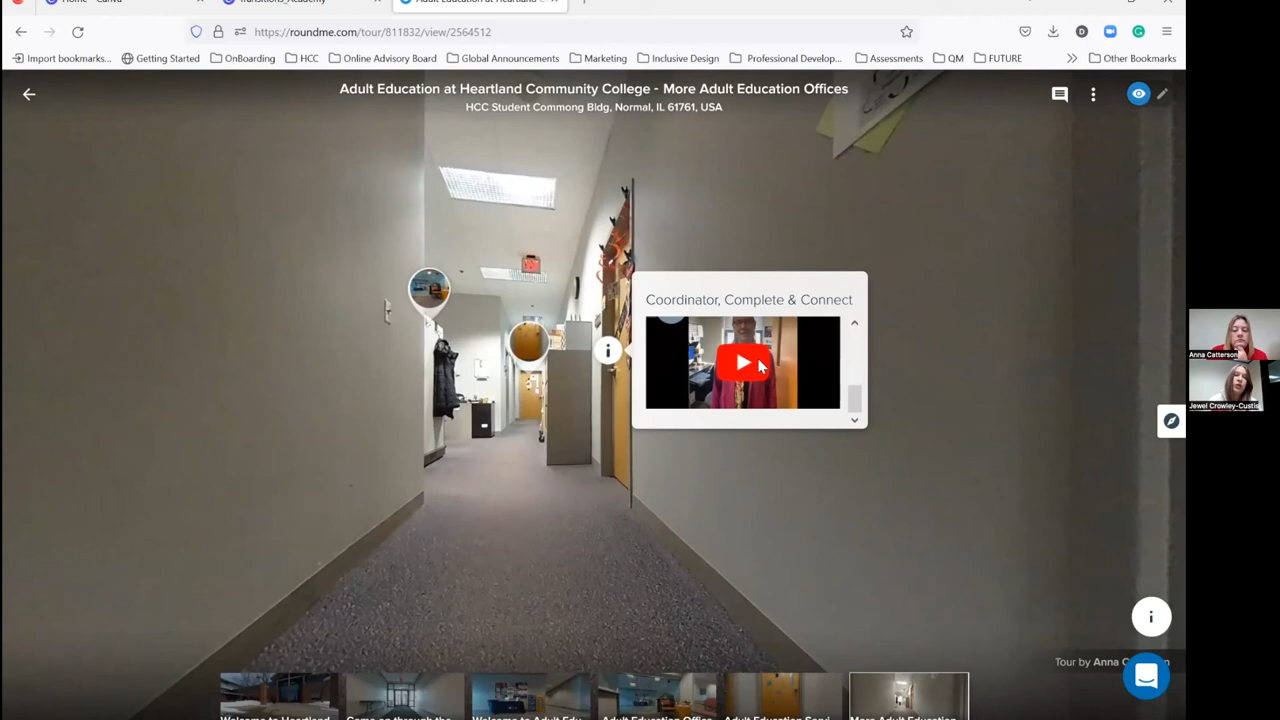 Home - Canva
Transitions_Academy
Adult Education at Heartland C
https://roundme.com/tour/811832/view/2564512
Import bookmarks...
Getting Started
OnBoarding
HCC
Online Advisory Board
Global Announcements
Marketing
Inclusive Design
Professional Develop...
Assessments
QM
FUTURE
Other Bookmarks
Adult Education at Heartland Community College - More Adult Education Offices
HCC Student Commong Bldg, Normal, IL 61761, USA
Coordinator, Complete & Connect
Anna Catterson
Jewel Crowley-Custis
Tour by Anna
Welcome to Heartland
Come on through the
Welcome to Adult Edu
Adult Education Office
Adult Education Servi
More Adult Education